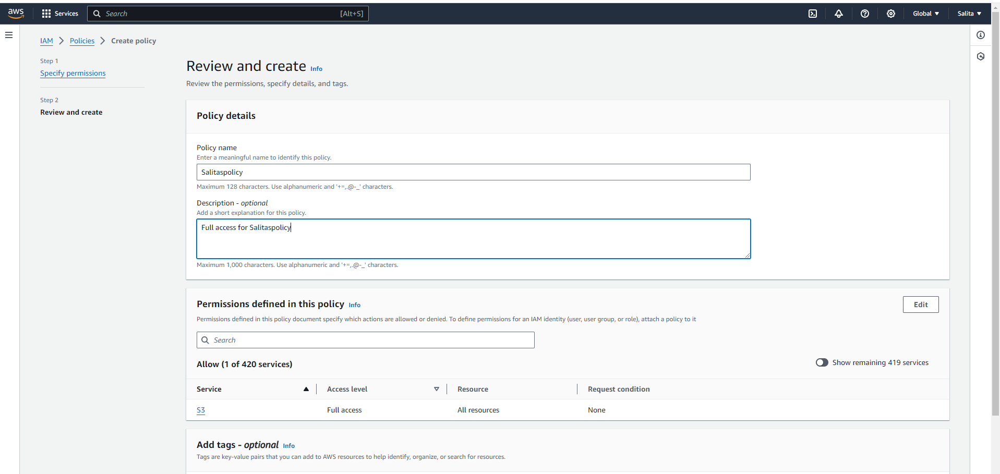 aws Services Search [Alt+S] Global Salita
IAM Policies Create policy
Step 1
Specify permissions
Step 2
Review and create
Review and create Info
Review the permissions, specify details, and tags.
Policy details
Policy name
Enter a meaningful name to identify this policy.
Salitaspolicy
Maximum 128 characters. Use alphanumeric and '+=,.@-_' characters.
Description - optional
Add a short explanation for this policy.
Full access for Salitaspolicy
Maximum 1,000 characters. Use alphanumeric and '+=,.@-_' characters.
Permissions defined in this policy Info
Edit
Permissions defined in this policy document specify which actions are allowed or denied. To define permissions for an IAM identity (user, user group, or role), attach a policy to it
Search
Allow (1 of 420 services)
Show remaining 419 services
Service Access level Resource Request condition
S3 Full access All resources None
Add tags - optional Info
Tags are key-value pairs that you can add to AWS resources to help identify, organize, or search for resources.